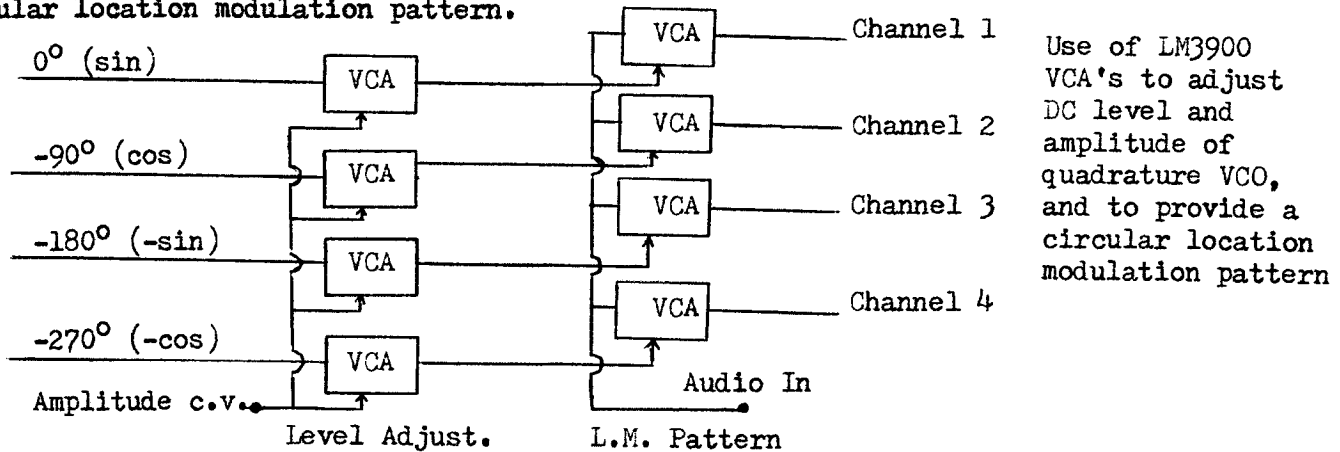 ular location modulation pattern.
0° (sin)
VCA
VCA
Channel 1
-90° (cos)
VCA
VCA
Channel 2
-180° (-sin)
VCA
VCA
Channel 3
-270° (-cos)
VCA
VCA
Channel 4
Amplitude c.v.
Level Adjust.
Audio In
L.M. Pattern
Use of LM3900
VCA's to adjust
DC level and
amplitude of
quadrature VCO,
and to provide a
circular location
modulation pattern